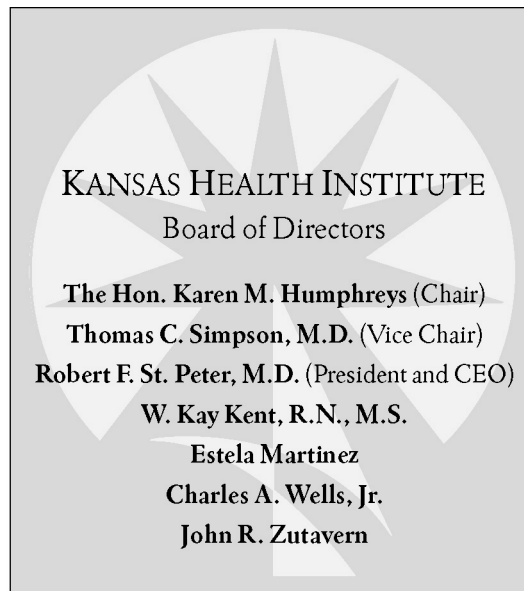 KANSAS HEALTH INSTITUTE
Board of Directors
The Hon. Karen M. Humphreys (Chair)
Thomas C. Simpson, M.D. (Vice Chair)
Robert F. St. Peter, M.D. (President and CEO)
W. Kay Kent, R.N., M.S.
Estela Martinez
Charles A. Wells, Jr.
John R. Zutavern